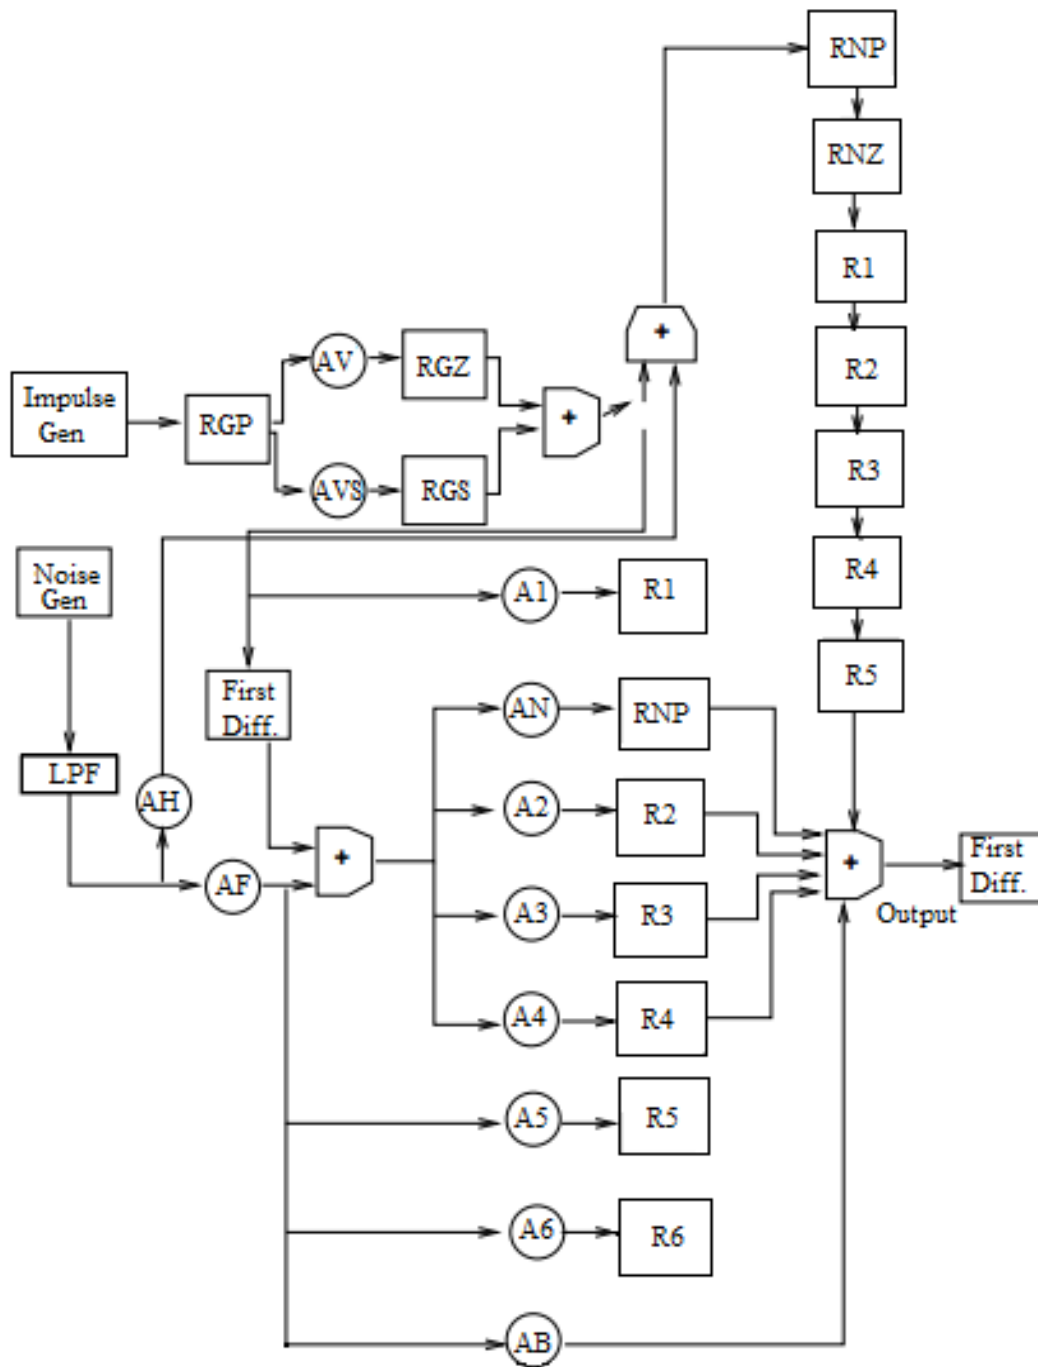 RNP
RNZ
R1
+
R2
AV
RGZ
Impulse
Gen
RGP
+
R3
AVS
RGS
Noise
Gen
R4
A1
R1
R5
First
Diff.
AN
RNP
LPF
AH
A2
R2
+
+
First
Diff.
AF
A3
R3
Output
A4
R4
A5
R5
A6
R6
AB